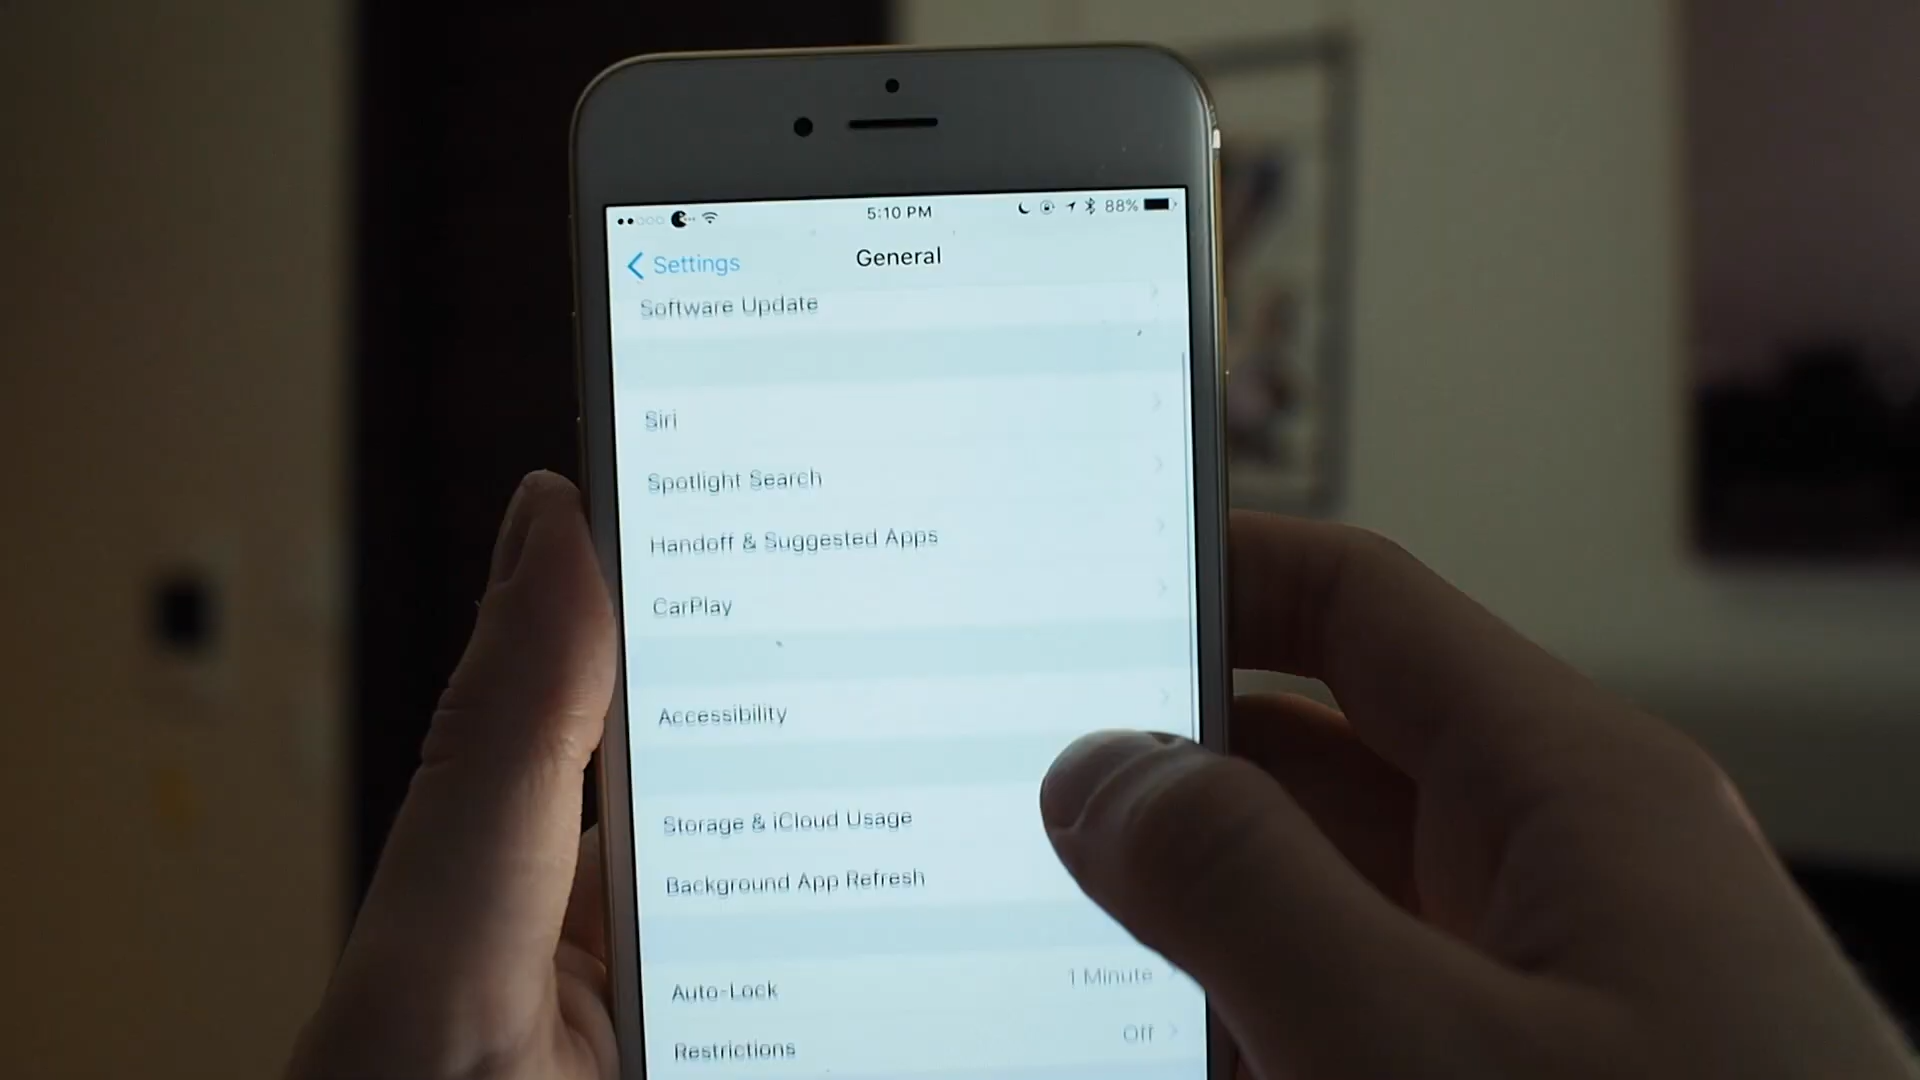 5:10 PM 88%
Settings General
Software Update
Siri
Spotlight Search
Handoff & Suggested Apps
CarPlay
Accessibility
Storage & iCloud Usage
Background App Refresh
Auto-Lock 1 Minute
Restrictions Off